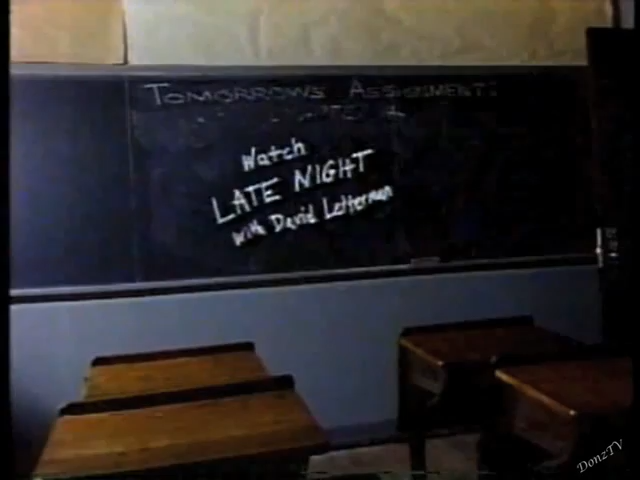 TOMORROWS ASSIGNMENT:
Watch
LATE NIGHT
with David Letterman
DonzTV